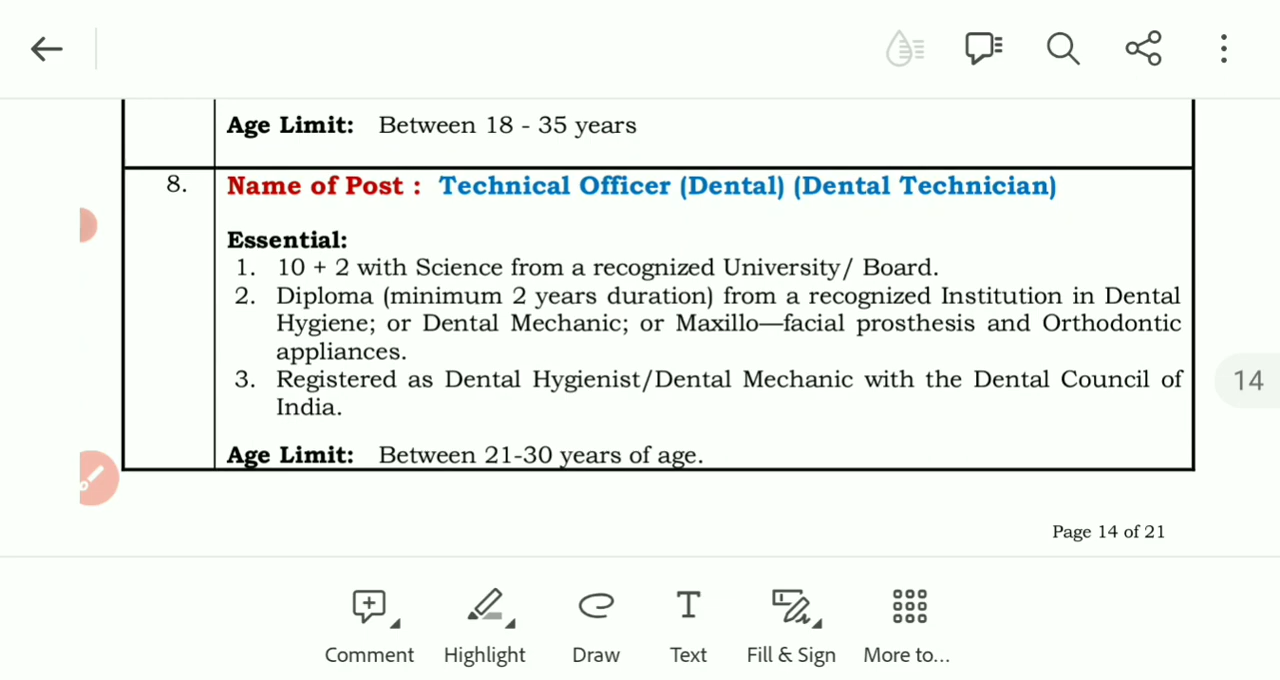 Age Limit: Between 18 - 35 years
8. Name of Post : Technical Officer (Dental) (Dental Technician)
Essential:
1. 10 + 2 with Science from a recognized University/ Board.
2. Diploma (minimum 2 years duration) from a recognized Institution in Dental
Hygiene; or Dental Mechanic; or Maxillo—facial prosthesis and Orthodontic
appliances.
3. Registered as Dental Hygienist/Dental Mechanic with the Dental Council of
India.
14
Age Limit: Between 21-30 years of age.
Page 14 of 21
Comment Highlight Draw Text Fill & Sign More to...